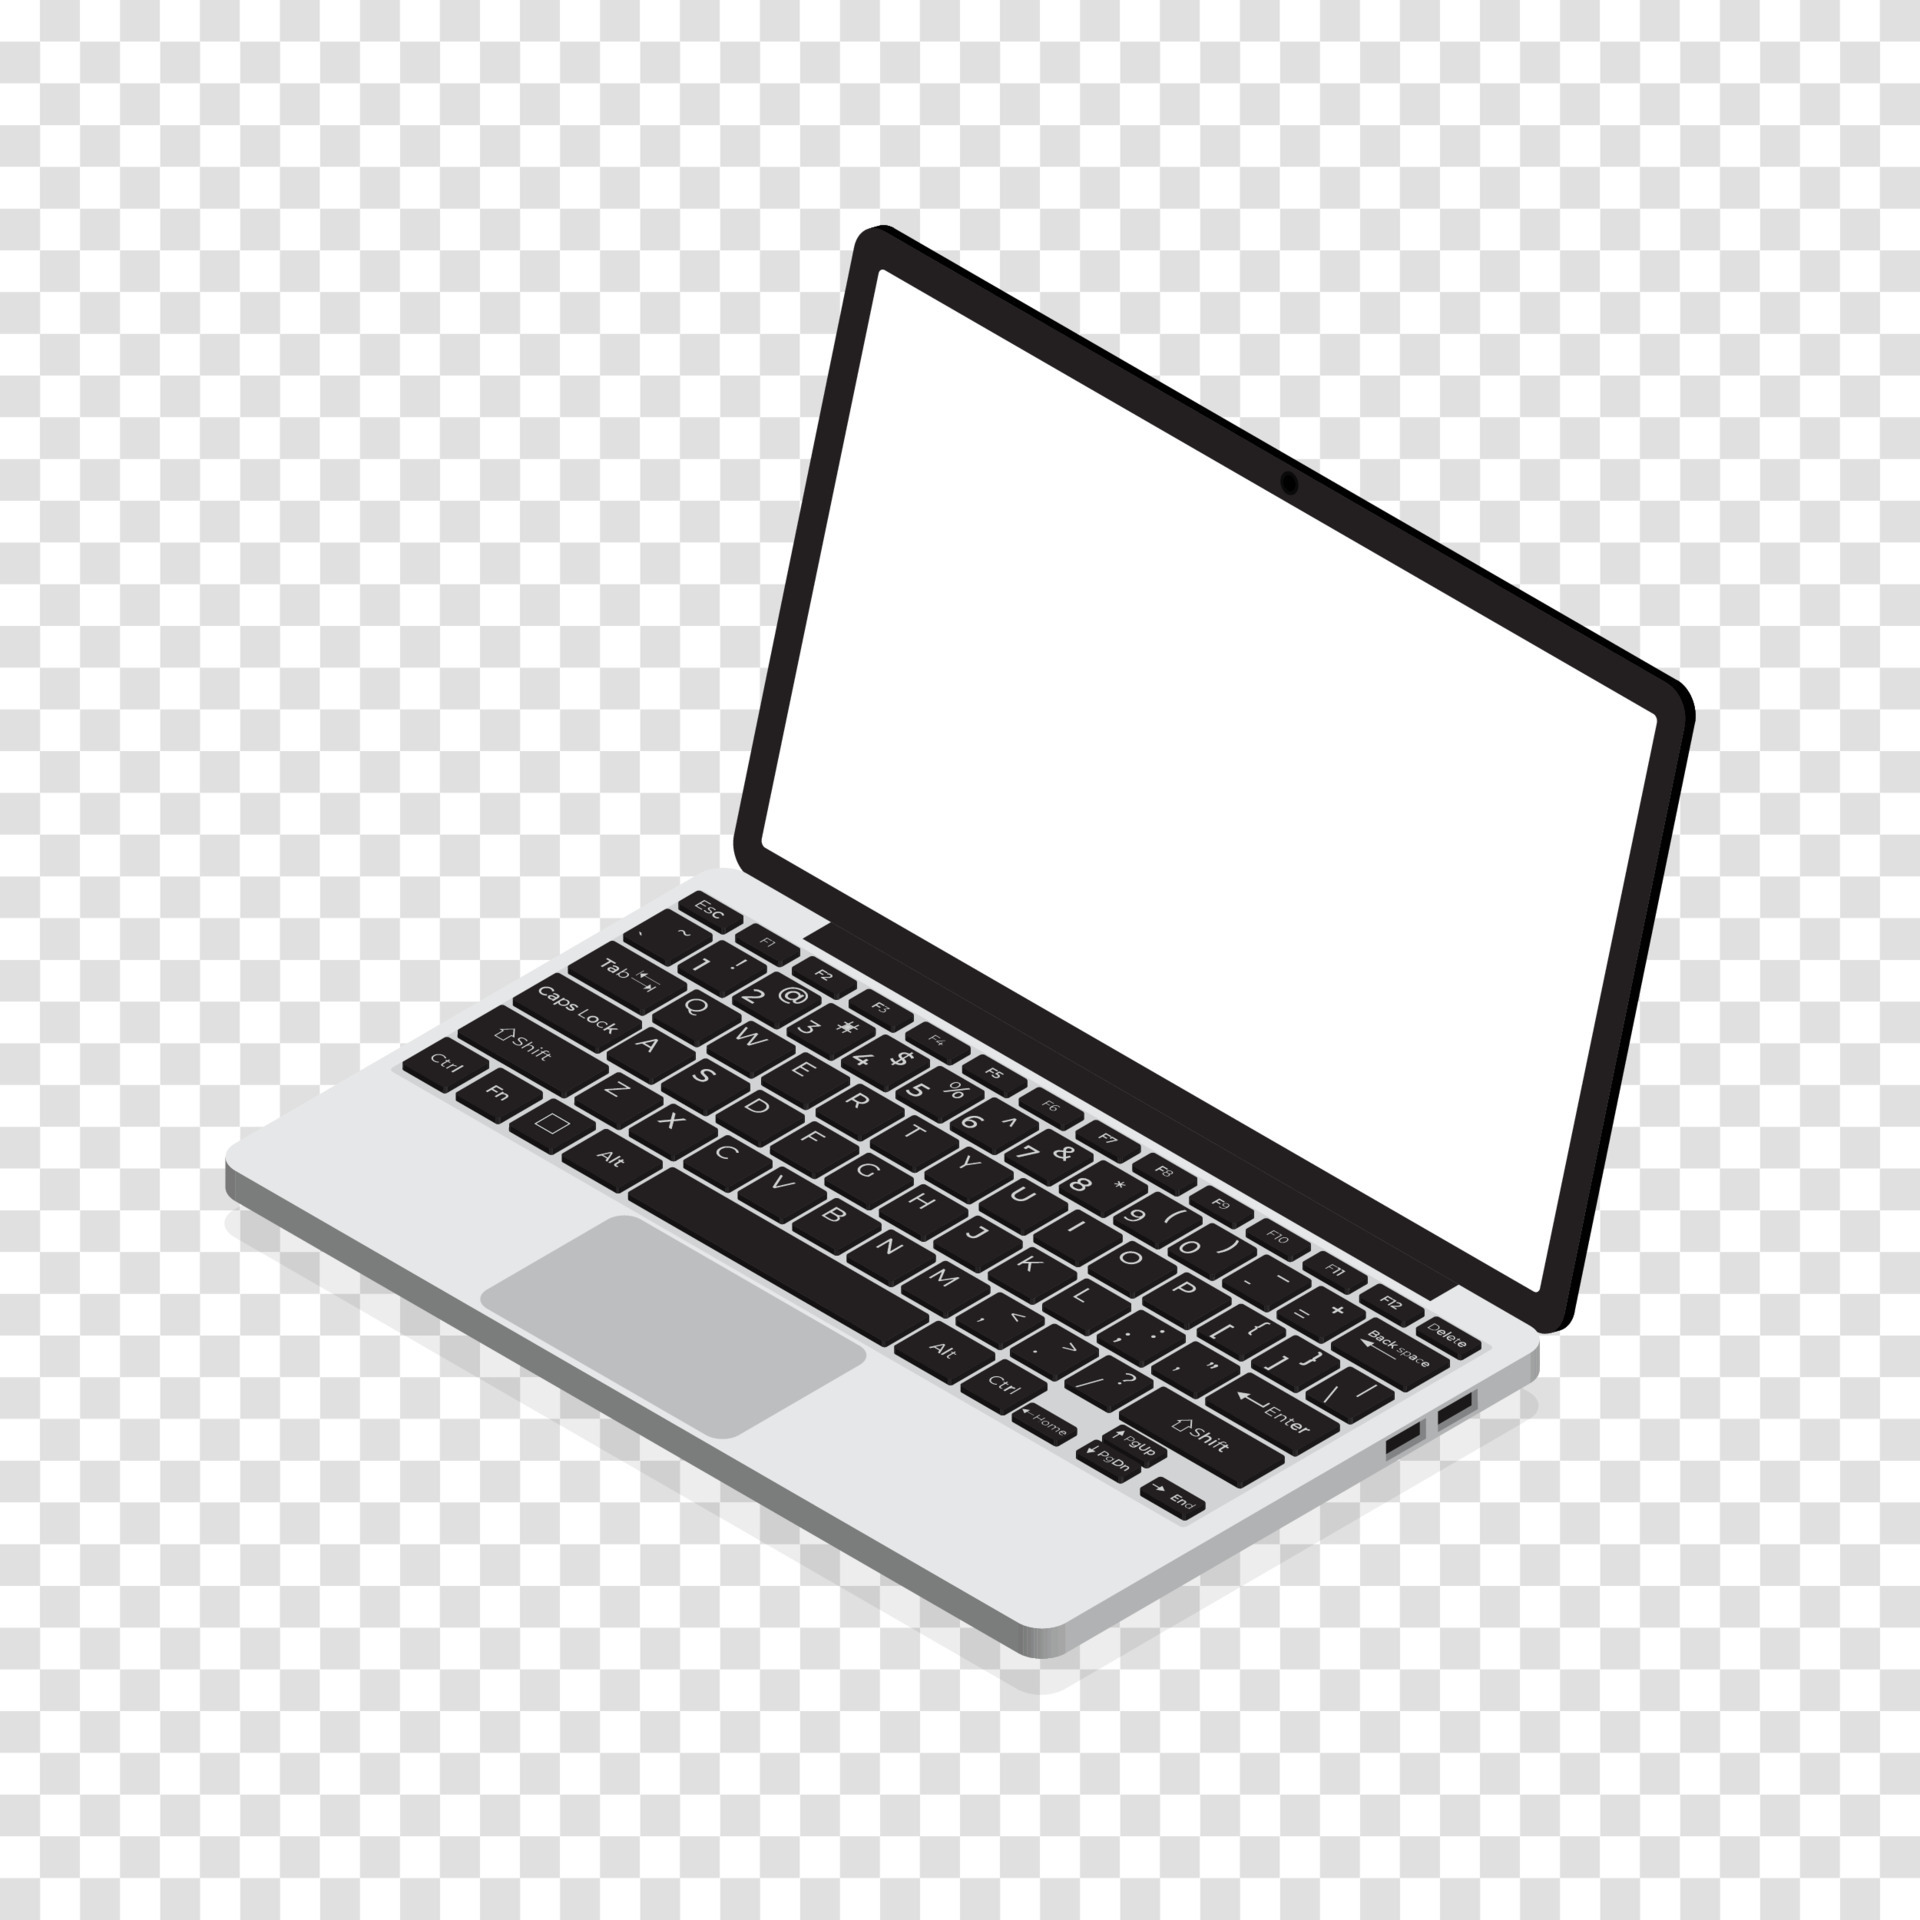 Esc F1 F2 F3 F4 F5 F6 F7 F8 F9 F10 F11 F12 Delete
` ~ 1 ! 2 @ 3 # 4 $ 5 % 6 ^ 7 & 8 * 9 ( 0 ) - _ = + Back space
Tab Q W E R T Y U I O P [ { ] } \ |
Caps Lock A S D F G H J K L ; : ' " Enter
Shift Z X C V B N M , < . > / ? Shift
Ctrl Fn Alt Alt Ctrl Home PgUp PgDn End